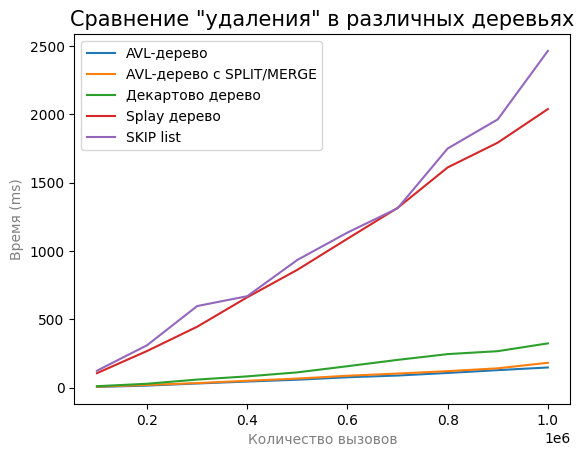 Сравнение "удаления" в различных деревьях
AVL-дерево
AVL-дерево с SPLIT/MERGE
Декартово дерево
Splay дерево
SKIP list
Время (ms)
2500
2000
1500
1000
500
0
0.2
0.4
0.6
0.8
1.0
1e6
Количество вызовов